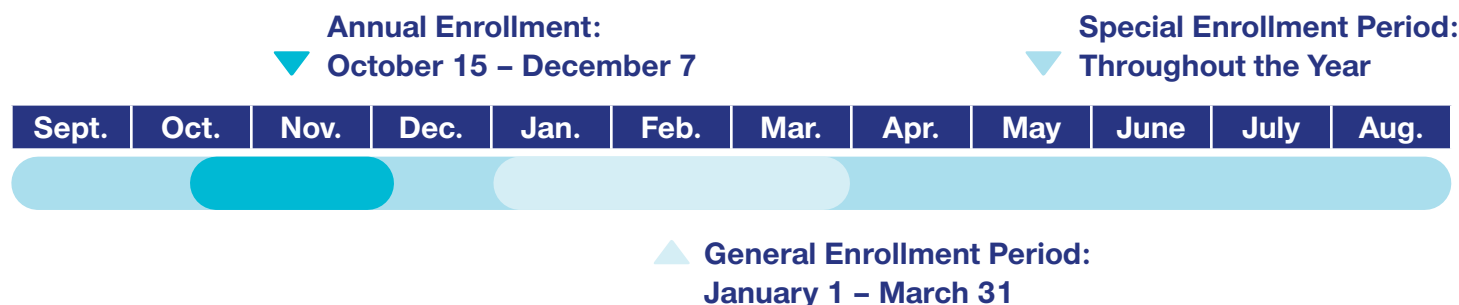 Annual Enrollment:
October 15 – December 7
Special Enrollment Period:
Throughout the Year
Sept. Oct. Nov. Dec. Jan. Feb. Mar. Apr. May June July Aug.
General Enrollment Period:
January 1 – March 31